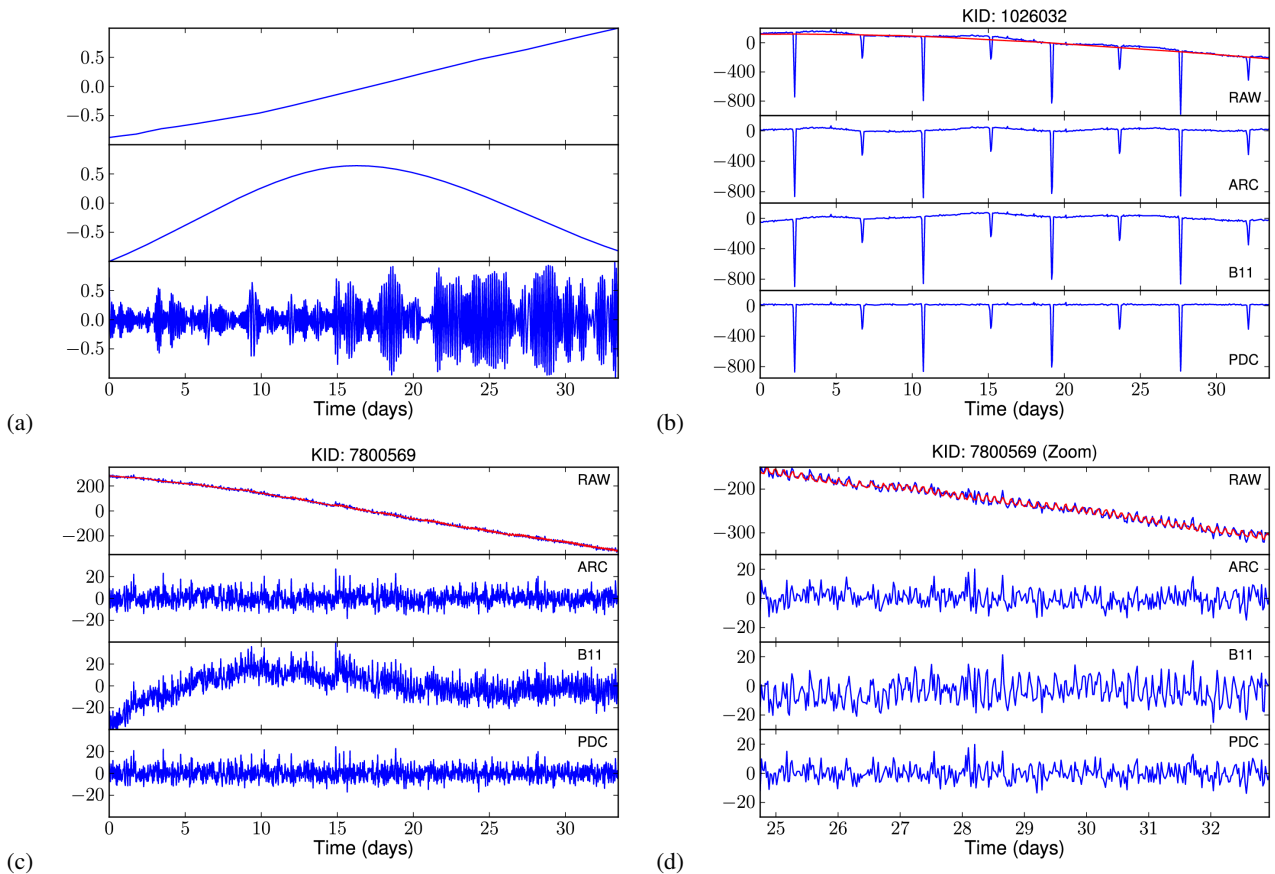 0.5
0.0
−0.5
0.5
0.0
−0.5
0.5
0.0
−0.5
0 5 10 15 20 25 30
Time (days)
(a)
KID: 1026032
200
−400
−800
RAW
0
−400
−800
ARC
0
−400
−800
B11
0
−400
−800
PDC
0 5 10 15 20 25 30
Time (days)
(b)
KID: 7800569
200
0
−200
RAW
20
0
−20
ARC
20
0
−20
B11
20
0
−20
PDC
0 5 10 15 20 25 30
Time (days)
(c)
KID: 7800569 (Zoom)
−200
−300
RAW
20
0
−20
ARC
20
0
−20
B11
20
0
−20
PDC
25 26 27 28 29 30 31 32
Time (days)
(d)